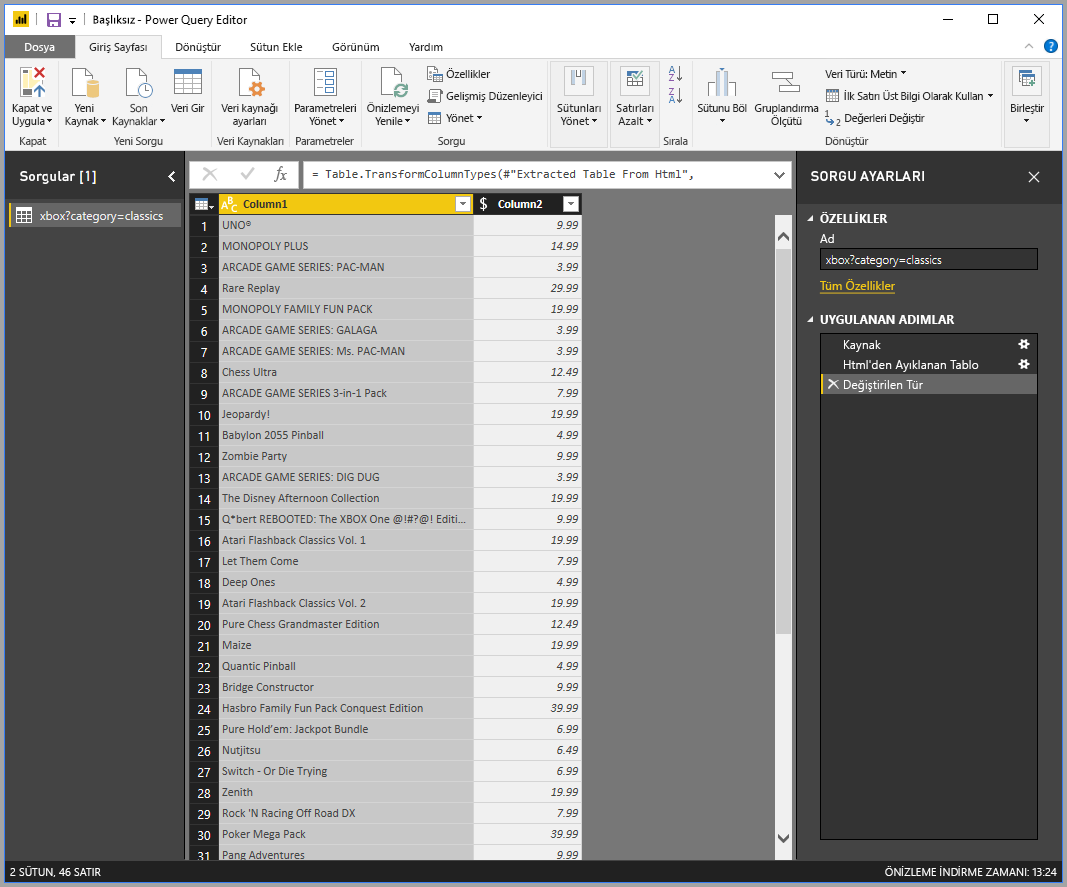 Başlıksız - Power Query Editor
Dosya Giriş Sayfası Dönüştür Sütun Ekle Görünüm Yardım
Kapat ve Uygula
Yeni Kaynak
Son Kaynaklar
Veri Gir
Veri kaynağı ayarları
Parametreleri Yönet
Önizlemeyi Yenile
Özellikler
Gelişmiş Düzenleyici
Yönet
Sütunları Yönet
Satırları Azalt
Sütunu Böl
Gruplandırma Ölçütü
Veri Türü: Metin
İlk Satırı Üst Bilgi Olarak Kullan
Değerleri Değiştir
Birleştir
Kapat Yeni Sorgu Veri Kaynakları Parametreler Sorgu Sırala Dönüştür
Sorgular [1]
xbox?category=classics
= Table.TransformColumnTypes(#"Extracted Table From Html",
Column1 $ Column2
1 UNO® 9.99
2 MONOPOLY PLUS 14.99
3 ARCADE GAME SERIES: PAC-MAN 3.99
4 Rare Replay 29.99
5 MONOPOLY FAMILY FUN PACK 19.99
6 ARCADE GAME SERIES: GALAGA 3.99
7 ARCADE GAME SERIES: Ms. PAC-MAN 3.99
8 Chess Ultra 12.49
9 ARCADE GAME SERIES 3-in-1 Pack 7.99
10 Jeopardy! 19.99
11 Babylon 2055 Pinball 4.99
12 Zombie Party 9.99
13 ARCADE GAME SERIES: DIG DUG 3.99
14 The Disney Afternoon Collection 19.99
15 Q*bert REBOOTED: The XBOX One @!#?@! Editi... 9.99
16 Atari Flashback Classics Vol. 1 19.99
17 Let Them Come 7.99
18 Deep Ones 4.99
19 Atari Flashback Classics Vol. 2 19.99
20 Pure Chess Grandmaster Edition 12.49
21 Maize 19.99
22 Quantic Pinball 4.99
23 Bridge Constructor 9.99
24 Hasbro Family Fun Pack Conquest Edition 39.99
25 Pure Hold'em: Jackpot Bundle 6.99
26 Nutjitsu 6.49
27 Switch - Or Die Trying 6.99
28 Zenith 19.99
29 Rock 'N Racing Off Road DX 7.99
30 Poker Mega Pack 39.99
31 Pang Adventures 9.99
SORGU AYARLARI
ÖZELLİKLER
Ad
xbox?category=classics
Tüm Özellikler
UYGULANAN ADIMLAR
Kaynak
Html'den Ayıklanan Tablo
Değiştirilen Tür
2 SÜTUN, 46 SATIR
ÖNİZLEME İNDİRME ZAMANI: 13:24